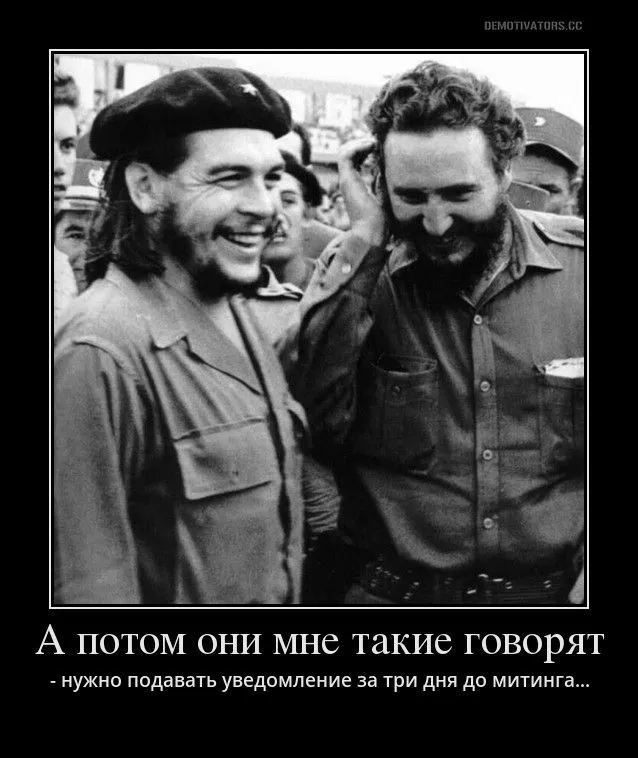 DEMOTIVATORS.CC
А потом они мне такие говорят
- нужно подавать уведомление за три дня до митинга...